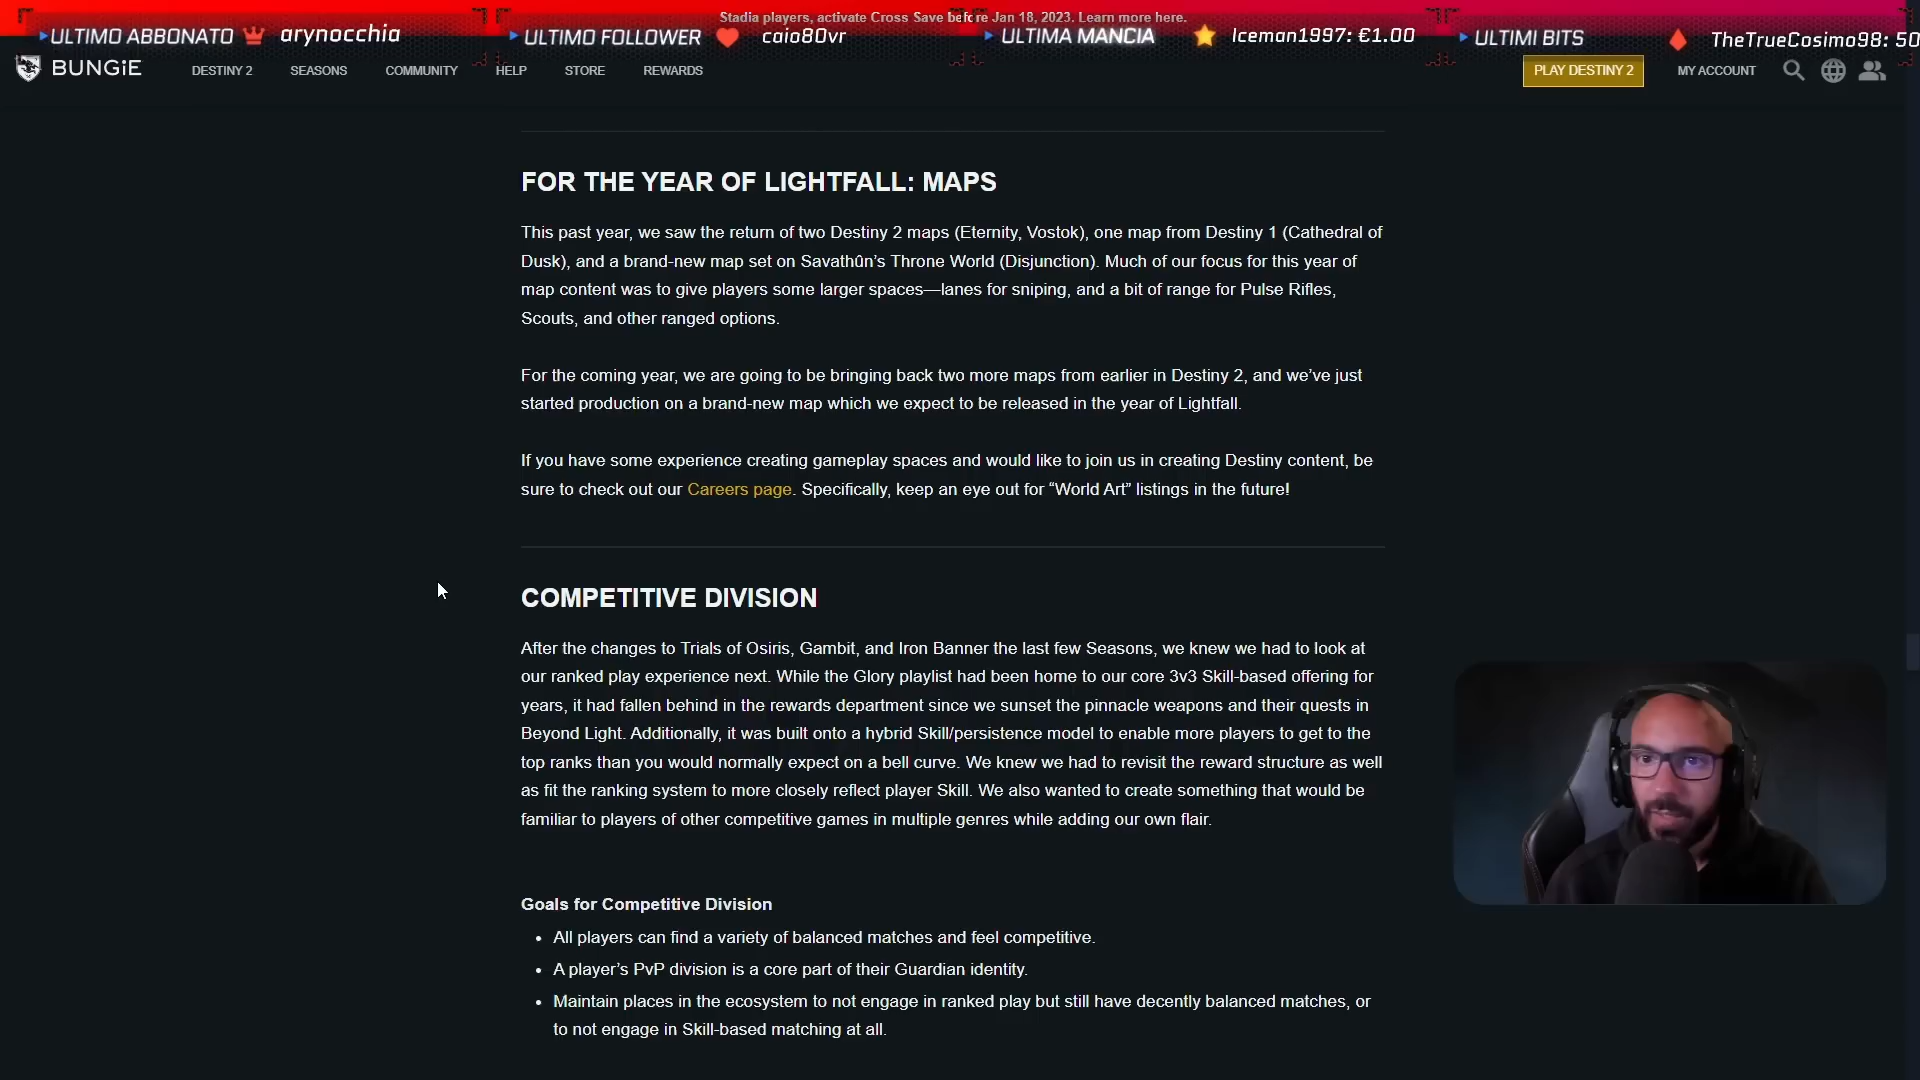 Stadia players, activate Cross Save before Jan 18, 2023. Learn more here.
ULTIMO ABBONATO arynocchia ULTIMO FOLLOWER caio80vr ULTIMA MANCIA Iceman1997: €1.00 ULTIMI BITS TheTrueCosimo98: 50
BUNGiE DESTINY 2 SEASONS COMMUNITY HELP STORE REWARDS PLAY DESTINY 2 MY ACCOUNT
FOR THE YEAR OF LIGHTFALL: MAPS
This past year, we saw the return of two Destiny 2 maps (Eternity, Vostok), one map from Destiny 1 (Cathedral of
Dusk), and a brand-new map set on Savathûn’s Throne World (Disjunction). Much of our focus for this year of
map content was to give players some larger spaces—lanes for sniping, and a bit of range for Pulse Rifles,
Scouts, and other ranged options.
For the coming year, we are going to be bringing back two more maps from earlier in Destiny 2, and we’ve just
started production on a brand-new map which we expect to be released in the year of Lightfall.
If you have some experience creating gameplay spaces and would like to join us in creating Destiny content, be
sure to check out our Careers page. Specifically, keep an eye out for “World Art” listings in the future!
COMPETITIVE DIVISION
After the changes to Trials of Osiris, Gambit, and Iron Banner the last few Seasons, we knew we had to look at
our ranked play experience next. While the Glory playlist had been home to our core 3v3 Skill-based offering for
years, it had fallen behind in the rewards department since we sunset the pinnacle weapons and their quests in
Beyond Light. Additionally, it was built onto a hybrid Skill/persistence model to enable more players to get to the
top ranks than you would normally expect on a bell curve. We knew we had to revisit the reward structure as well
as fit the ranking system to more closely reflect player Skill. We also wanted to create something that would be
familiar to players of other competitive games in multiple genres while adding our own flair.
Goals for Competitive Division
• All players can find a variety of balanced matches and feel competitive.
• A player’s PvP division is a core part of their Guardian identity.
• Maintain places in the ecosystem to not engage in ranked play but still have decently balanced matches, or
to not engage in Skill-based matching at all.